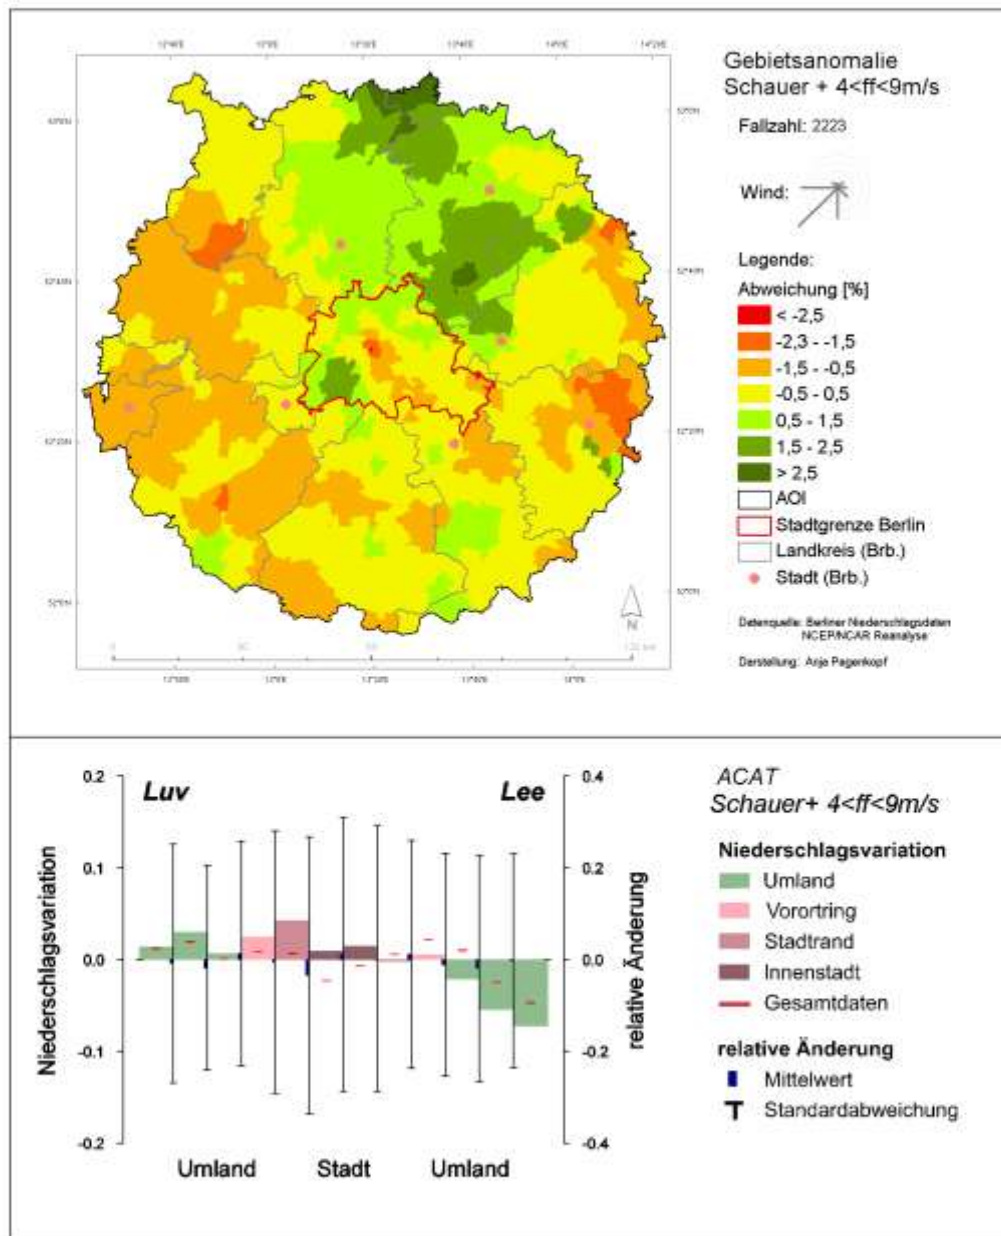 Gebietsanomalie
Schauer + 4<ff<9m/s
Fallzahl: 2223
Wind:
Legende:
Abweichung [%]
< -2,5
-2,3 - -1,5
-1,5 - -0,5
-0,5 - 0,5
0,5 - 1,5
1,5 - 2,5
> 2,5
AOI
Stadtgrenze Berlin
Landkreis (Brb.)
Stadt (Brb.)
N
Datenquelle: Berliner Niederschlagsdaten
NCEP/NCAR Reanalyse
Darstellung: Anja Pagenkopf
Luv
Lee
0.2
0.1
0.0
-0.1
-0.2
Niederschlagsvariation
0.4
0.2
0.0
-0.2
-0.4
relative Änderung
Umland
Stadt
Umland
ACAT
Schauer+ 4<ff<9m/s
Niederschlagsvariation
Umland
Vorortring
Stadtrand
Innenstadt
Gesamtdaten
relative Änderung
Mittelwert
Standardabweichung